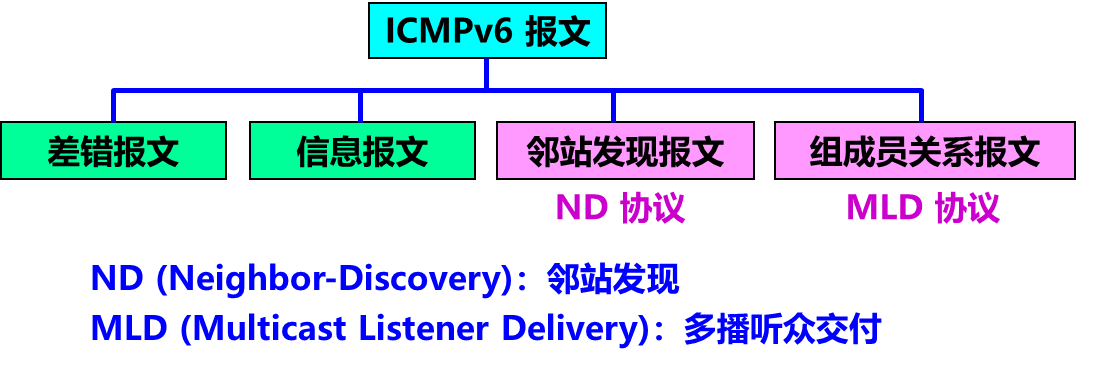 ICMPv6 报文
差错报文
信息报文
邻站发现报文
组成员关系报文
ND 协议
MLD 协议
ND (Neighbor-Discovery)：邻站发现
MLD (Multicast Listener Delivery)：多播听众交付